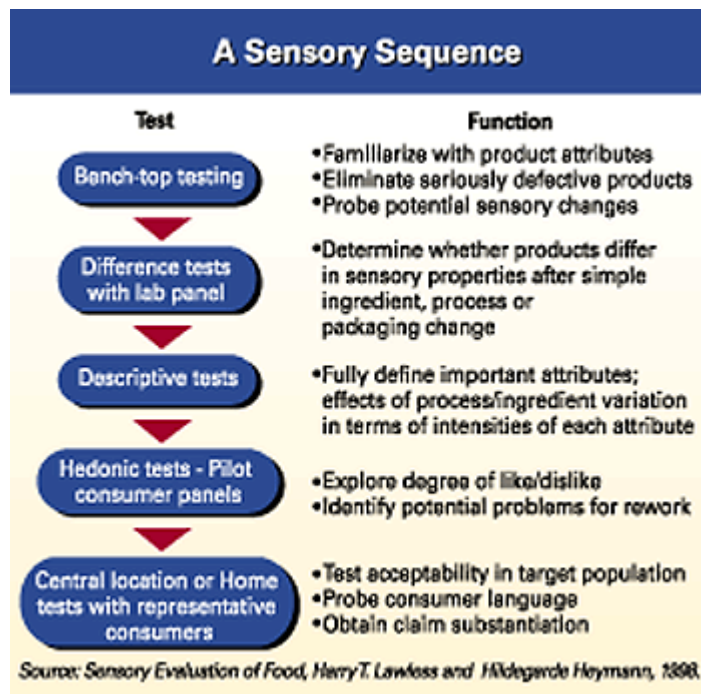 A Sensory Sequence
Test
Function
Bench-top testing
•Familiarize with product attributes
•Eliminate seriously defective products
•Probe potential sensory changes
Difference tests
with lab panel
•Determine whether products differ
in sensory properties after simple
ingredient, process or
packaging change
Descriptive tests
•Fully define important attributes;
effects of process/ingredient variation
in terms of intensities of each attribute
Hedonic tests - Pilot
consumer panels
•Explore degree of like/dislike
•Identify potential problems for rework
Central location or Home
tests with representative
consumers
•Test acceptability in target population
•Probe consumer language
•Obtain claim substantiation
Source: Sensory Evaluation of Food, Harry T. Lawless and Hildegarde Heymann, 1998.